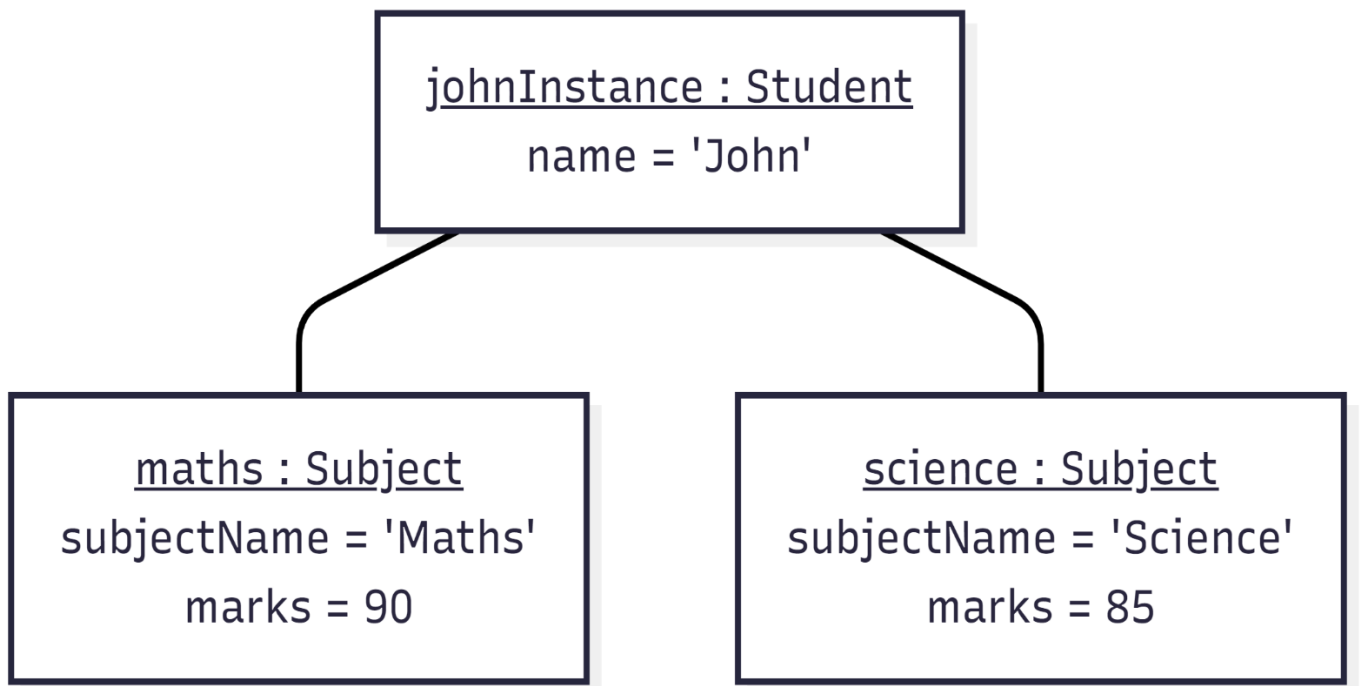 johnInstance : Student
name = 'John'
maths : Subject
subjectName = 'Maths'
marks = 90
science : Subject
subjectName = 'Science'
marks = 85